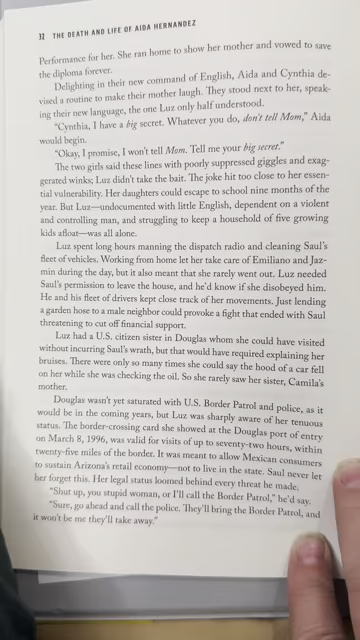 32 THE DEATH AND LIFE OF AIDA HERNANDEZ
Performance for her. She ran home to show her mother and vowed to save
the diploma forever.
Delighting in their new command of English, Aida and Cynthia de-
vised a routine to make their mother laugh. They stood next to her, speak-
ing their new language, the one Luz only half understood.
"Cynthia, I have a big secret. Whatever you do, don't tell Mom," Aida
would begin.
"Okay, I promise, I won't tell Mom. Tell me your big secret."
The two girls said these lines with poorly suppressed giggles and exag-
gerated winks; Luz didn't take the bait. The joke hit too close to her essen-
tial vulnerability. Her daughters could escape to school nine months of the
year. But Luz—undocumented with little English, dependent on a violent
and controlling man, and struggling to keep a household of five growing
kids afloat—was all alone.
Luz spent long hours manning the dispatch radio and cleaning Saul's
fleet of vehicles. Working from home let her take care of Emiliano and Jaz-
min during the day, but it also meant that she rarely went out. Luz needed
Saul's permission to leave the house, and he'd know if she disobeyed him.
He and his fleet of drivers kept close track of her movements. Just lending
a garden hose to a male neighbor could provoke a fight that ended with Saul
threatening to cut off financial support.
Luz had a U.S. citizen sister in Douglas whom she could have visited
without incurring Saul's wrath, but that would have required explaining her
bruises. There were only so many times she could say the hood of a car fell
on her while she was checking the oil. So she rarely saw her sister, Camila's
mother.
Douglas wasn't yet saturated with U.S. Border Patrol and police, as it
would be in the coming years, but Luz was sharply aware of her tenuous
status. The border-crossing card she showed at the Douglas port of entry
on March 8, 1996, was valid for visits of up to seventy-two hours, within
twenty-five miles of the border. It was meant to allow Mexican consumers
to sustain Arizona's retail economy—not to live in the state. Saul never let
her forget this. Her legal status loomed behind every threat he made.
"Shut up, you stupid woman, or I'll call the Border Patrol," he'd say.
"Sure, go ahead and call the police. They'll bring the Border Patrol, and
it won't be me they'll take away."